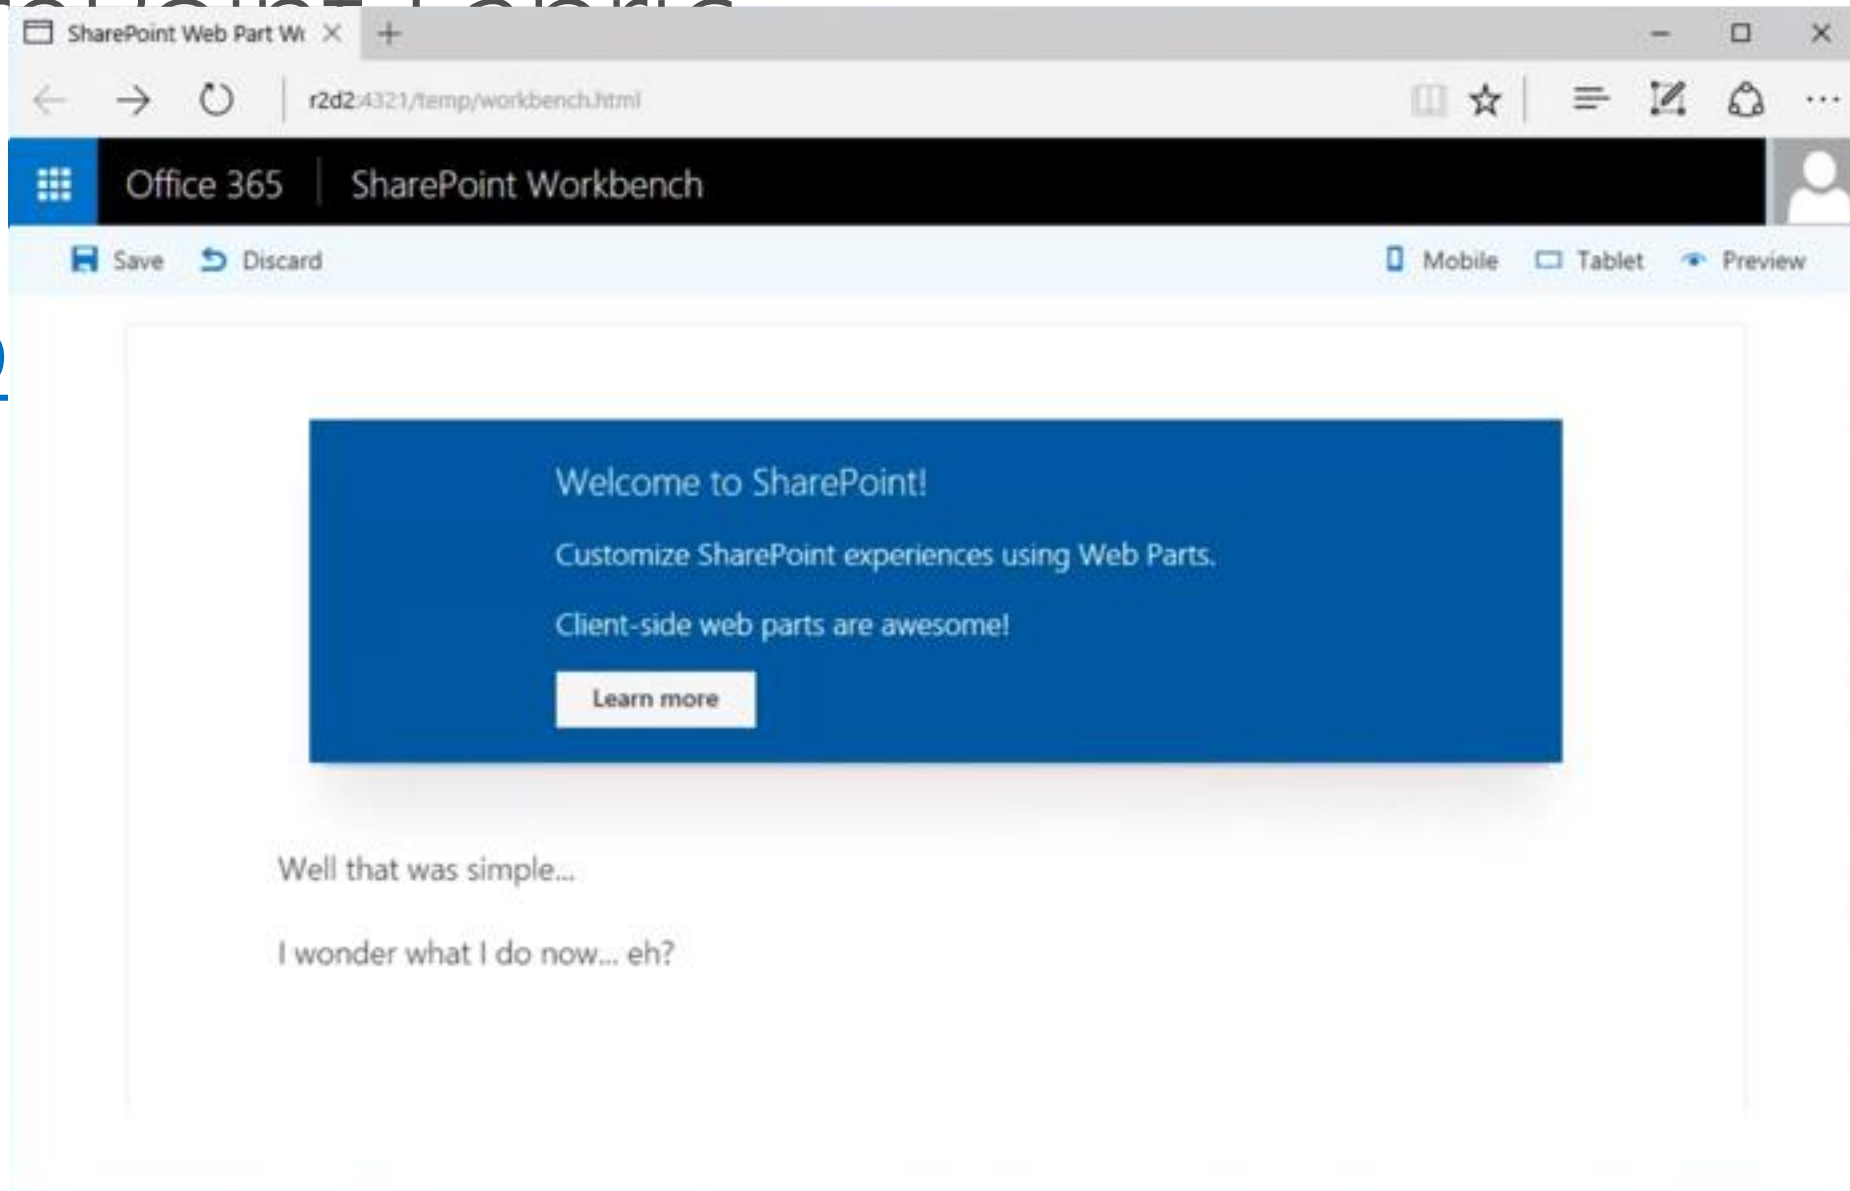 SharePoint Web Part
r2d2:4321/temp/workbench.html
Office 365 SharePoint Workbench
Save Discard Mobile Tablet Preview
Welcome to SharePoint!
Customize SharePoint experiences using Web Parts.
Client-side web parts are awesome!
Learn more
Well that was simple...
I wonder what I do now... eh?